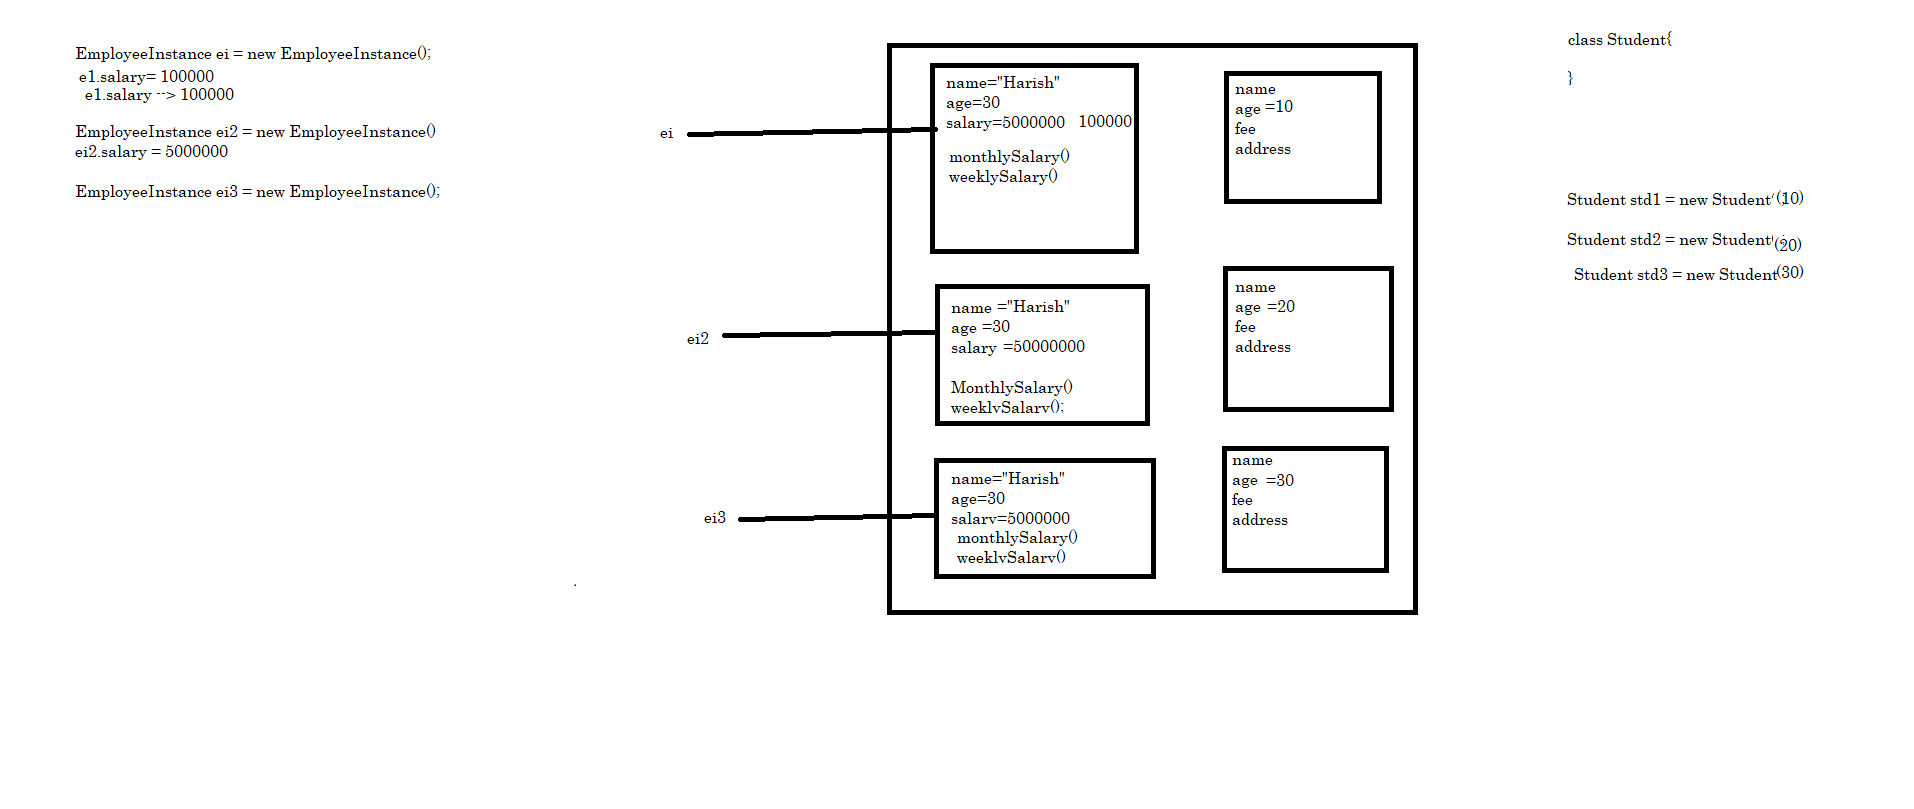 EmployeeInstance ei = new EmployeeInstance();
e1.salary= 100000
e1.salary --> 100000
EmployeeInstance ei2 = new EmployeeInstance()
ei2.salary = 5000000
EmployeeInstance ei3 = new EmployeeInstance();
ei
name="Harish"
age=30
salary=5000000 100000
monthlySalary()
weeklySalary()
ei2
name ="Harish"
age =30
salary =50000000
MonthlySalary()
weeklySalary();
ei3
name="Harish"
age=30
salary=5000000
monthlySalary()
weeklySalary()
name
age =10
fee
address
name
age =20
fee
address
name
age =30
fee
address
class Student{
}
Student std1 = new Student(10)
Student std2 = new Student(20)
Student std3 = new Student(30)